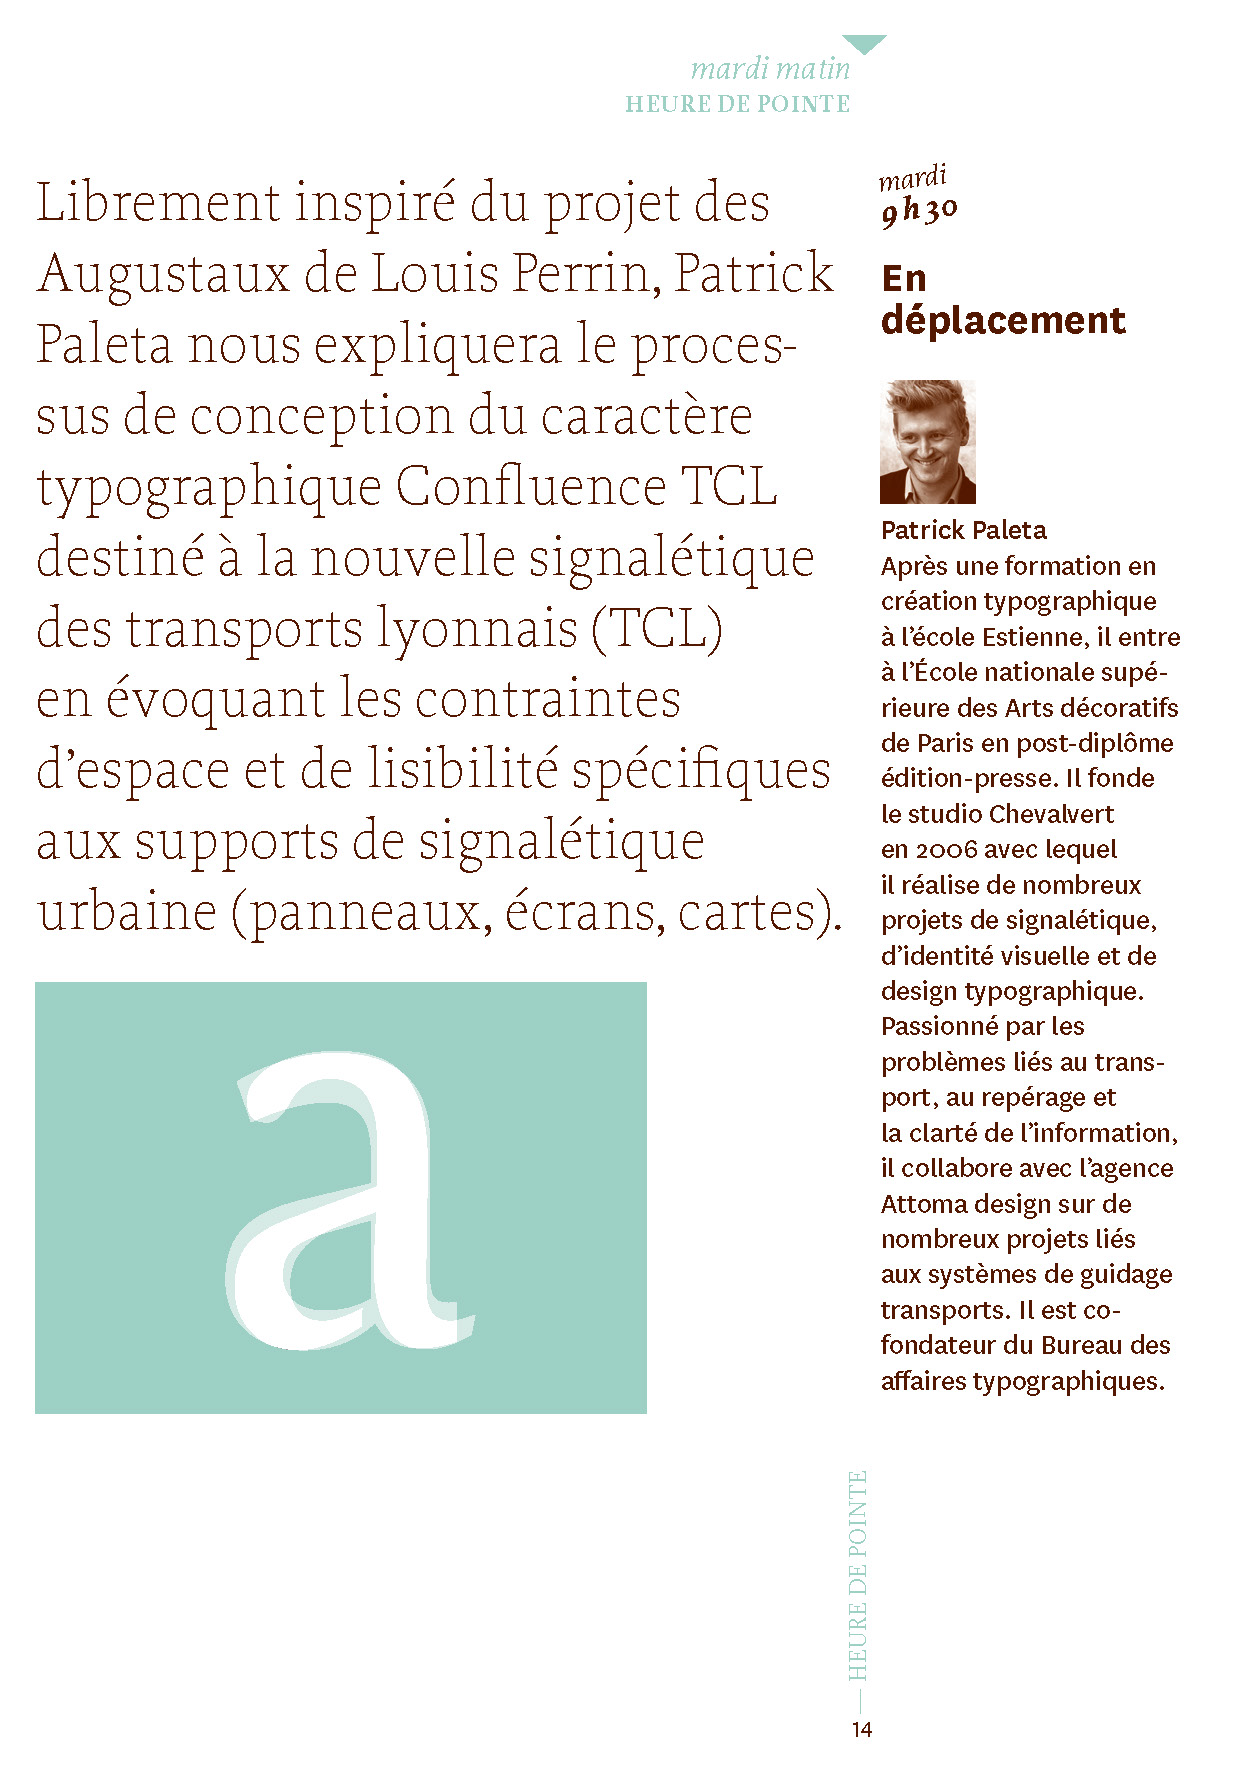 mardi matin
HEURE DE POINTE
Librement inspiré du projet des
Augustaux de Louis Perrin, Patrick
Paleta nous expliquera le proces-
sus de conception du caractère
typographique Confluence TCL
destiné à la nouvelle signalétique
des transports lyonnais (TCL)
en évoquant les contraintes
d’espace et de lisibilité spécifiques
aux supports de signalétique
urbaine (panneaux, écrans, cartes).
a
mardi
9 h 30
En
déplacement
Patrick Paleta
Après une formation en
création typographique
à l’école Estienne, il entre
à l’École nationale supé-
rieure des Arts décoratifs
de Paris en post-diplôme
édition-presse. Il fonde
le studio Chevalvert
en 2006 avec lequel
il réalise de nombreux
projets de signalétique,
d’identité visuelle et de
design typographique.
Passionné par les
problèmes liés au trans-
port, au repérage et
la clarté de l’information,
il collabore avec l’agence
Attoma design sur de
nombreux projets liés
aux systèmes de guidage
transports. Il est co-
fondateur du Bureau des
affaires typographiques.
— HEURE DE POINTE
14